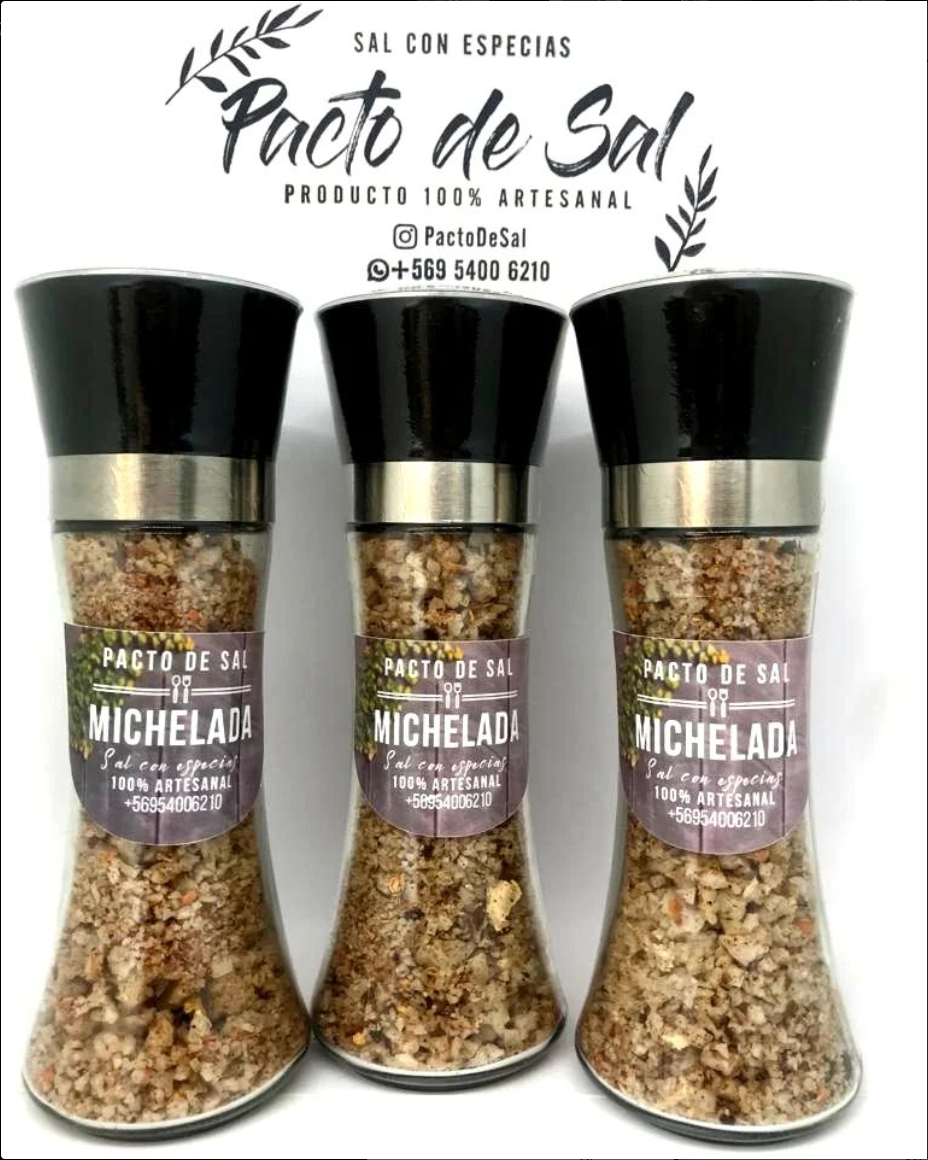 SAL CON ESPECIAS
Pacto de Sal
PRODUCTO 100% ARTESANAL
PactoDeSal
+569 5400 6210
PACTO DE SAL
MICHELADA
Sal con especias
100% ARTESANAL
+56954006210
PACTO DE SAL
MICHELADA
Sal con especias
100% ARTESANAL
+56954006210
PACTO DE SAL
MICHELADA
Sal con especias
100% ARTESANAL
+56954006210